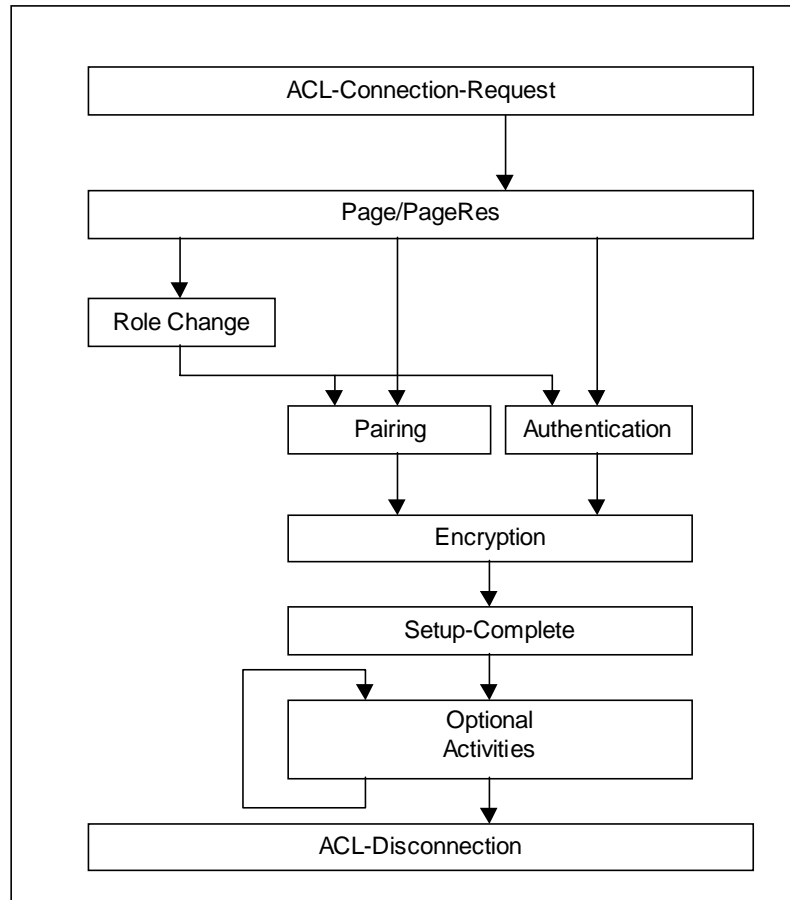 ACL-Connection-Request
Page/PageRes
Role Change
Pairing
Authentication
Encryption
Setup-Complete
Optional
Activities
ACL-Disconnection